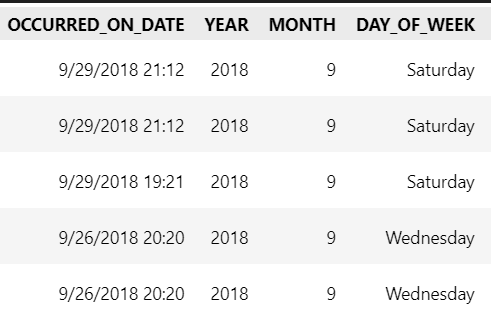 OCCURRED_ON_DATE YEAR MONTH DAY_OF_WEEK
9/29/2018 21:12 2018 9 Saturday
9/29/2018 21:12 2018 9 Saturday
9/29/2018 19:21 2018 9 Saturday
9/26/2018 20:20 2018 9 Wednesday
9/26/2018 20:20 2018 9 Wednesday